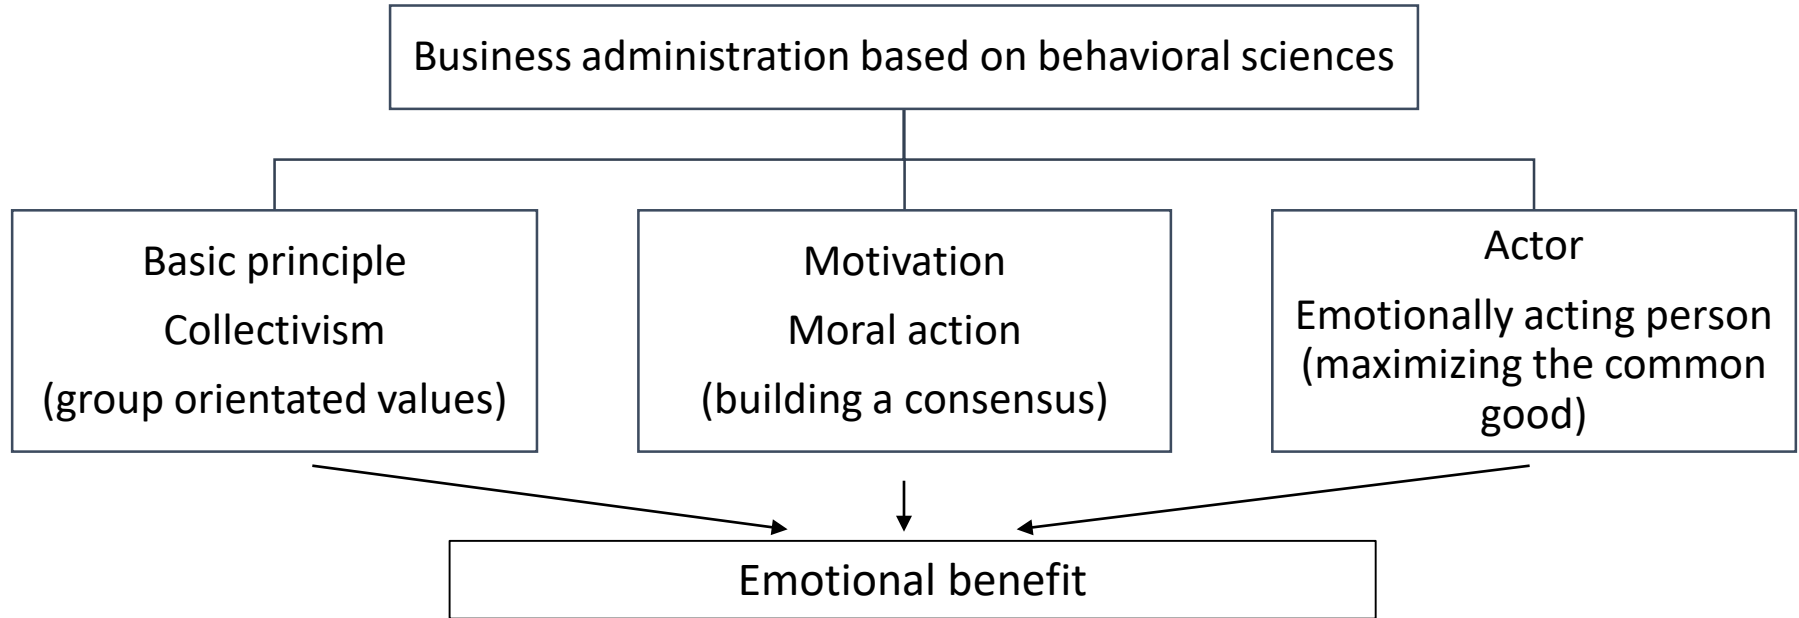 Business administration based on behavioral sciences
Basic principle
Collectivism
(group orientated values)
Motivation
Moral action
(building a consensus)
Actor
Emotionally acting person
(maximizing the common
good)
Emotional benefit